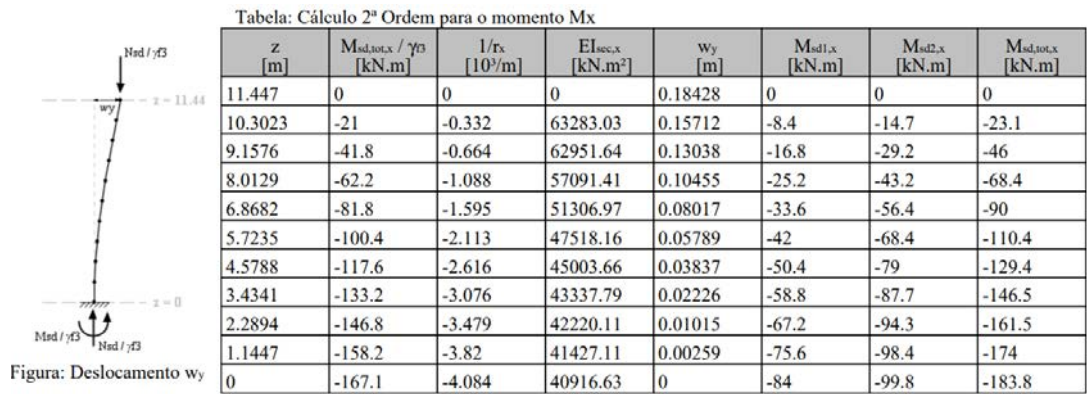 Tabela: Cálculo 2ª Ordem para o momento Mx
z [m] Msd,tot,x / γf3 [kN.m] 1/rx [10³/m] EIsec,x [kN.m²] wy [m] Msd1,x [kN.m] Msd2,x [kN.m] Msd,tot,x [kN.m]
11.447 0 0 0 0.18428 0 0 0
10.3023 -21 -0.332 63283.03 0.15712 -8.4 -14.7 -23.1
9.1576 -41.8 -0.664 62951.64 0.13038 -16.8 -29.2 -46
8.0129 -62.2 -1.088 57091.41 0.10455 -25.2 -43.2 -68.4
6.8682 -81.8 -1.595 51306.97 0.08017 -33.6 -56.4 -90
5.7235 -100.4 -2.113 47518.16 0.05789 -42 -68.4 -110.4
4.5788 -117.6 -2.616 45003.66 0.03837 -50.4 -79 -129.4
3.4341 -133.2 -3.076 43337.79 0.02226 -58.8 -87.7 -146.5
2.2894 -146.8 -3.479 42220.11 0.01015 -67.2 -94.3 -161.5
1.1447 -158.2 -3.82 41427.11 0.00259 -75.6 -98.4 -174
0 -167.1 -4.084 40916.63 0 -84 -99.8 -183.8
Nsd / γf3
wy
z = 11.44
z = 0
Msd / γf3
Nsd / γf3
Figura: Deslocamento wy